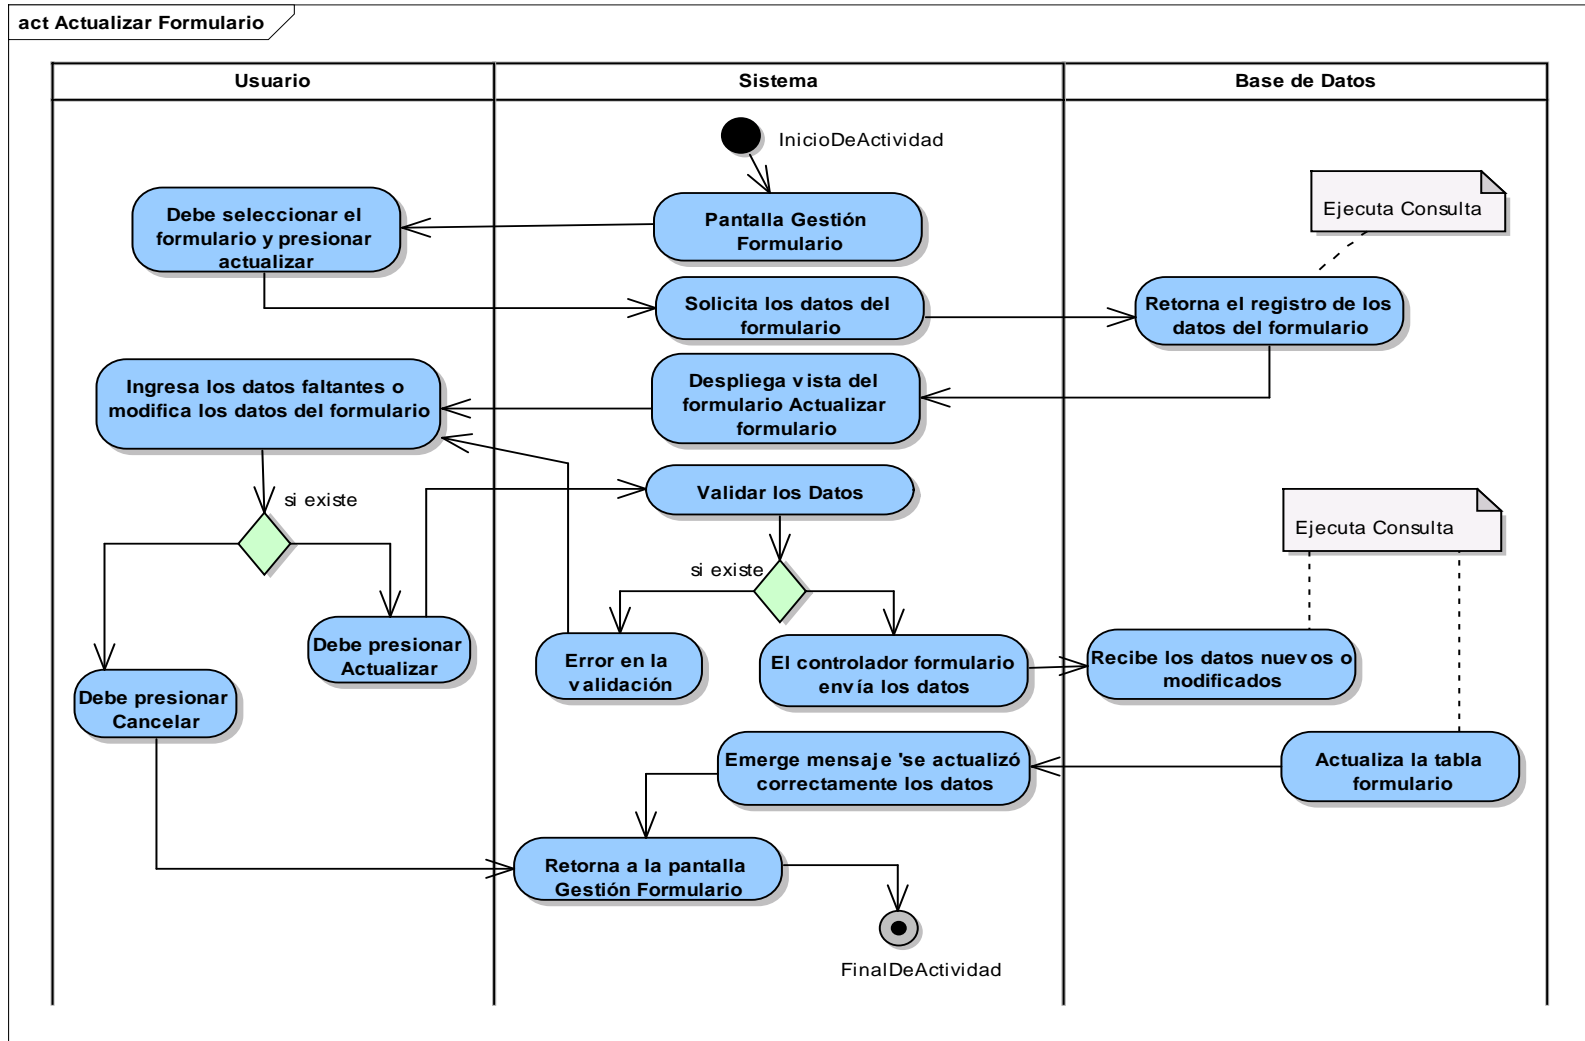 act Actualizar Formulario
Usuario
Sistema
Base de Datos
InicioDeActividad
Debe seleccionar el
formulario y presionar
actualizar
Pantalla Gestión
Formulario
Ejecuta Consulta
Solicita los datos del
formulario
Retorna el registro de los
datos del formulario
Ingresa los datos faltantes o
modifica los datos del formulario
Despliega vista del
formulario Actualizar
formulario
si existe
Validar los Datos
Ejecuta Consulta
si existe
Debe presionar
Actualizar
Error en la
validación
El controlador formulario
envía los datos
Recibe los datos nuevos o
modificados
Debe presionar
Cancelar
Emerge mensaje 'se actualizó
correctamente los datos
Actualiza la tabla
formulario
Retorna a la pantalla
Gestión Formulario
FinalDeActividad